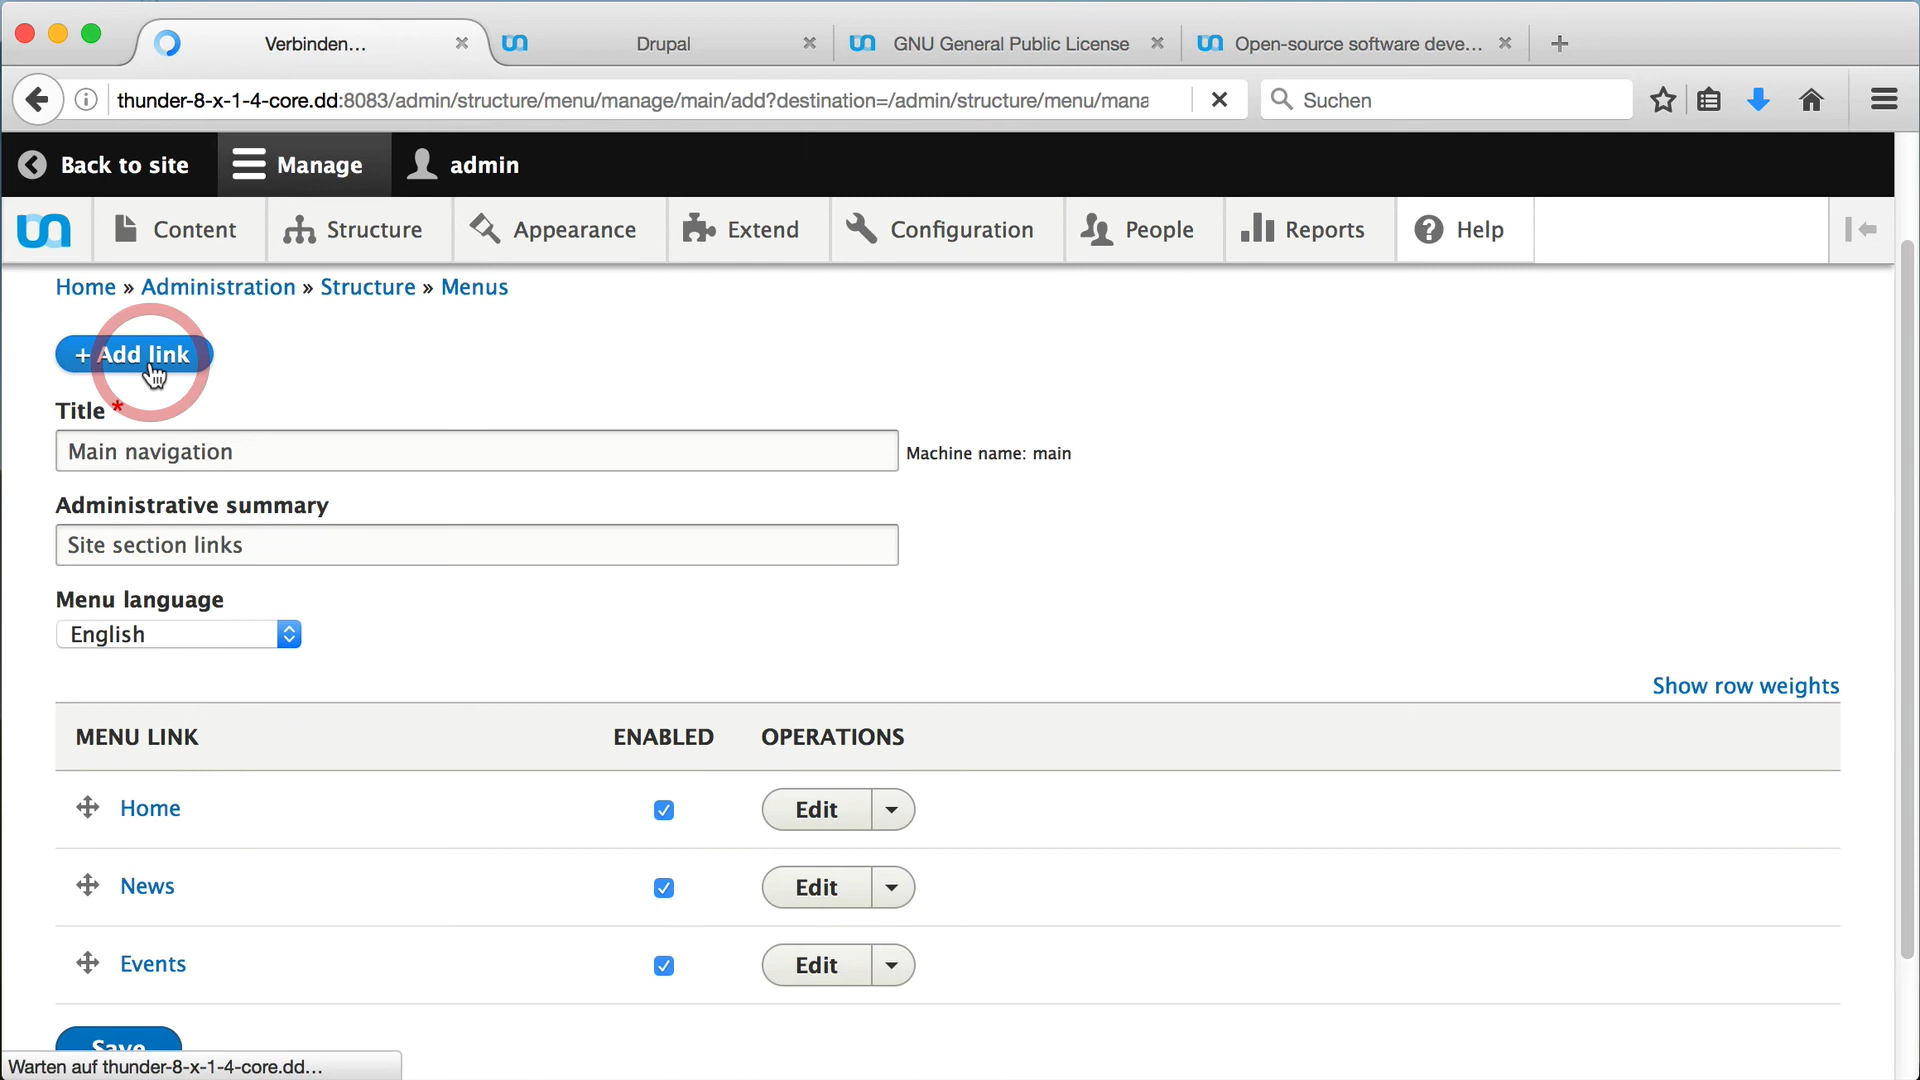 Verbinden...
Drupal
GNU General Public License
Open-source software deve...
thunder-8-x-1-4-core.dd:8083/admin/structure/menu/manage/main/add?destination=/admin/structure/menu/mana
Suchen
Back to site
Manage
admin
Content
Structure
Appearance
Extend
Configuration
People
Reports
Help
Home » Administration » Structure » Menus
+ Add link
Title *
Main navigation
Machine name: main
Administrative summary
Site section links
Menu language
English
Show row weights
MENU LINK ENABLED OPERATIONS
Home Edit
News Edit
Events Edit
Save
Warten auf thunder-8-x-1-4-core.dd...